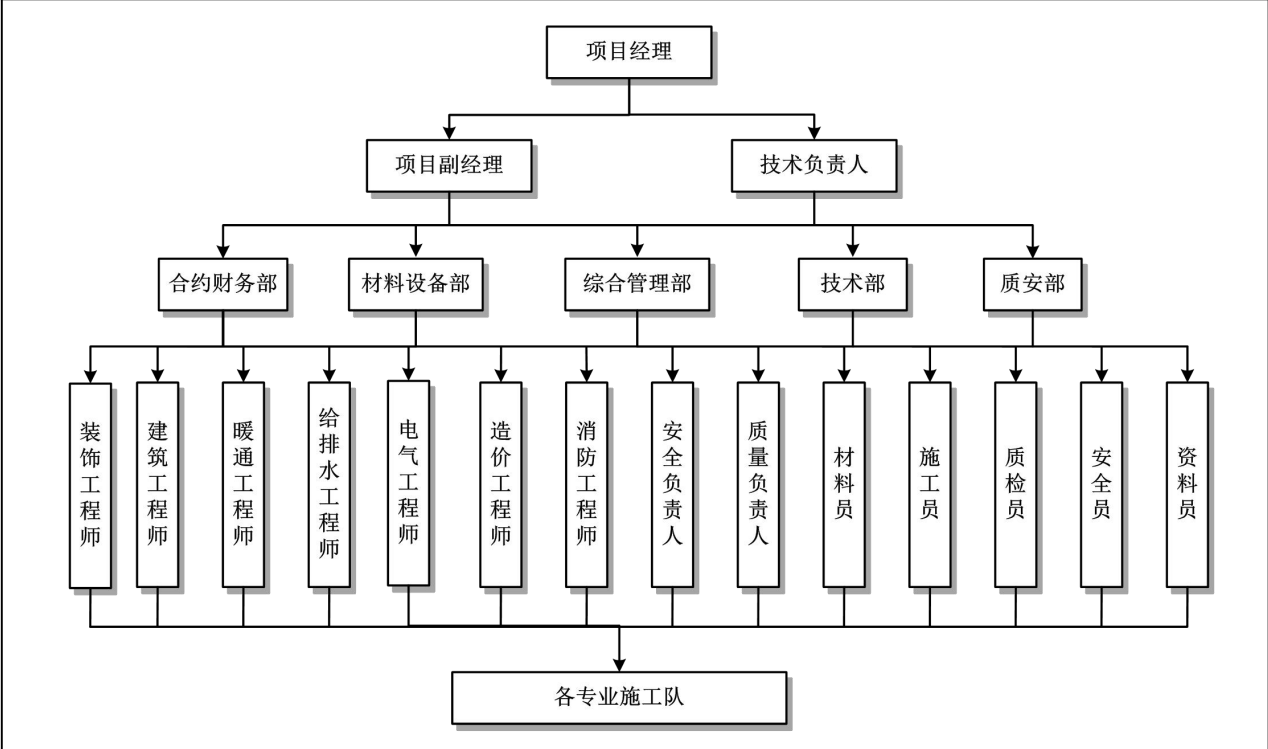 项目经理
项目副经理
技术负责人
合约财务部
材料设备部
综合管理部
技术部
质安部
装饰工程师
建筑工程师
暖通工程师
给排水工程师
电气工程师
造价工程师
消防工程师
安全负责人
质量负责人
材料员
施工员
质检员
安全员
资料员
各专业施工队